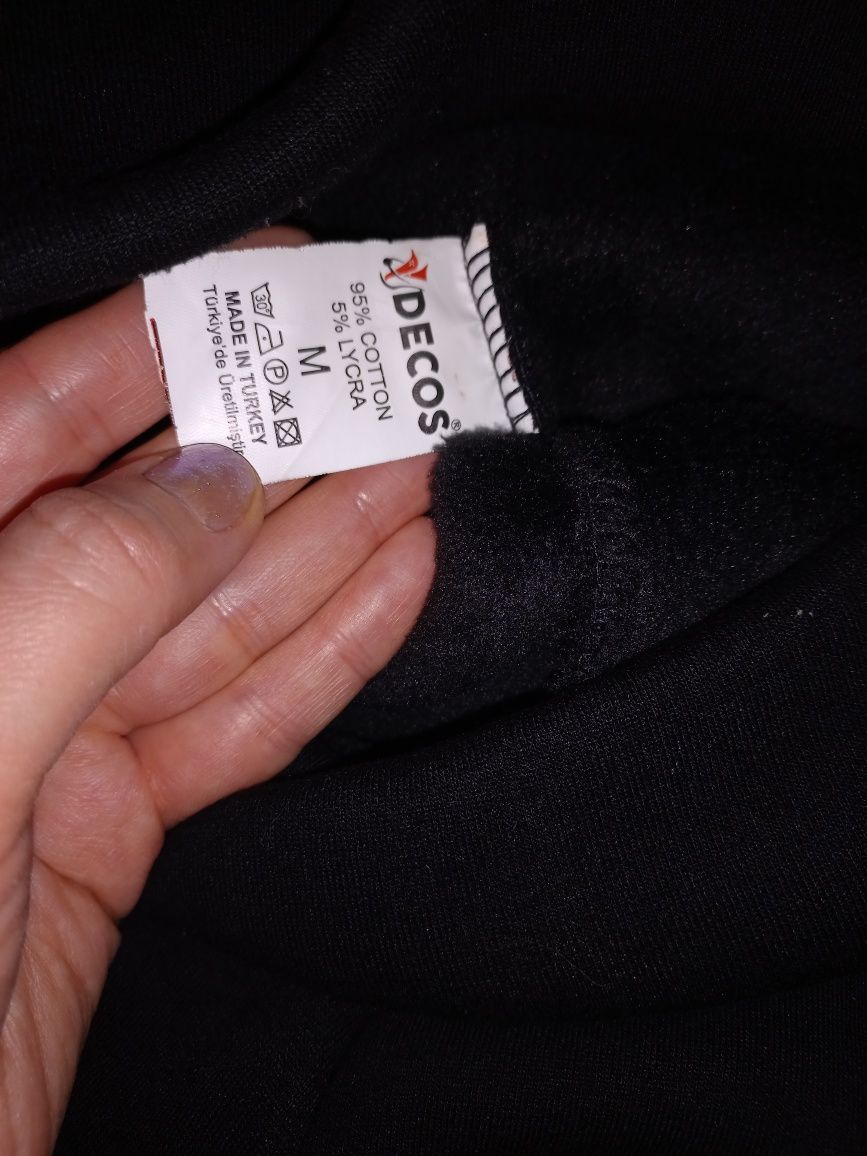 DECOS®
95% COTTON
5% LYCRA
M
30°
P
MADE IN TURKEY
Türkiye'de Üretilmiştir